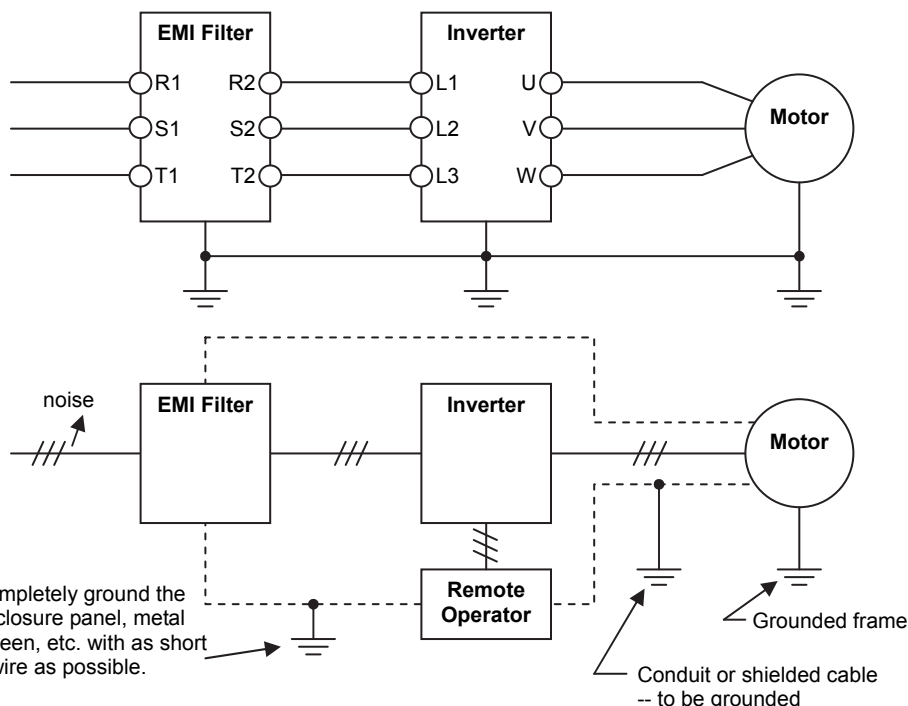 EMI Filter
Inverter
R1 R2 L1 U
Motor
S1 S2 L2 V
T1 T2 L3 W
noise
EMI Filter
Inverter
Motor
mpletely ground the
closure panel, metal
een, etc. with as short
wire as possible.
Remote
Operator
Grounded frame
Conduit or shielded cable
-- to be grounded